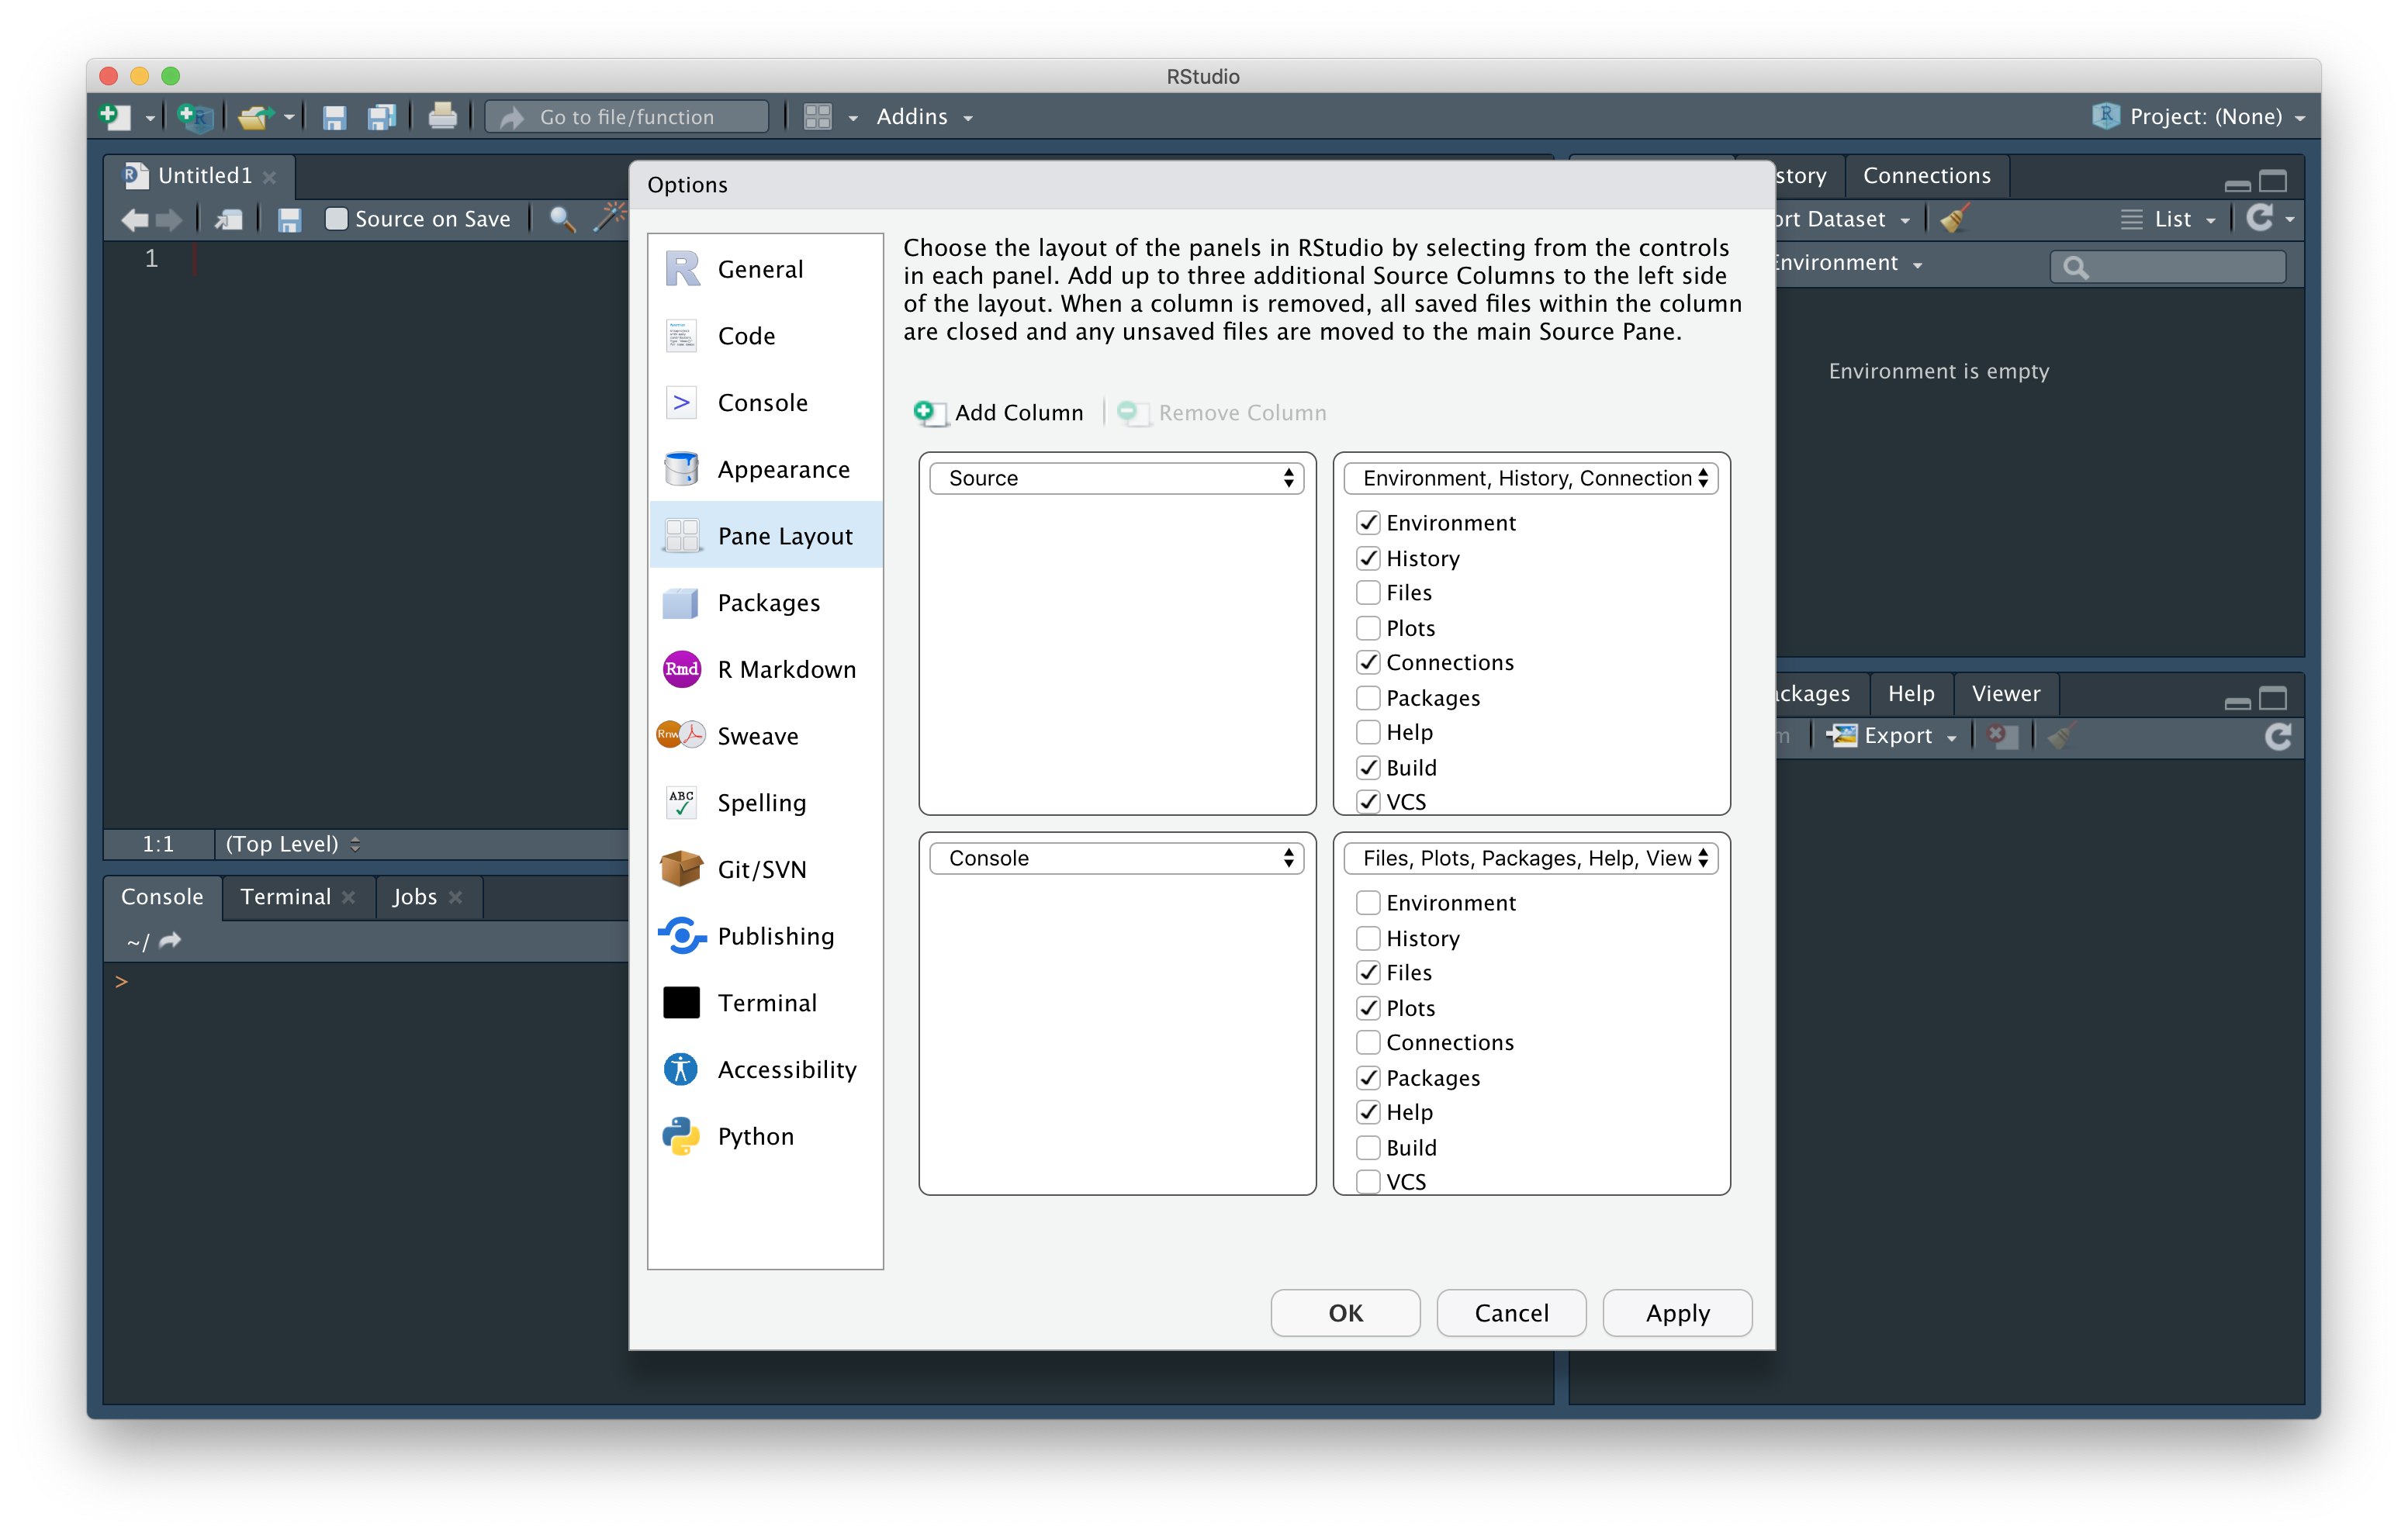 RStudio
Go to file/function
Addins
Project: (None)
Untitled1
Source on Save
1
1:1
(Top Level)
Console
Terminal
Jobs
~/
>
Options
General
Code
Console
Appearance
Pane Layout
Packages
Rmd
R Markdown
Rnw
Sweave
ABC
Spelling
Git/SVN
Publishing
Terminal
Accessibility
Python
Choose the layout of the panels in RStudio by selecting from the controls
in each panel. Add up to three additional Source Columns to the left side
of the layout. When a column is removed, all saved files within the column
are closed and any unsaved files are moved to the main Source Pane.
Add Column
Remove Column
Source
Environment, History, Connection
Environment
History
Files
Plots
Connections
Packages
Help
Build
VCS
Console
Files, Plots, Packages, Help, View
Environment
History
Files
Plots
Connections
Packages
Help
Build
VCS
OK
Cancel
Apply
story
Connections
ort Dataset
List
Environment
Environment is empty
ckages
Help
Viewer
Export